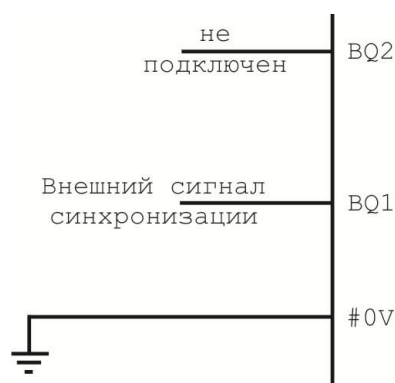 не
подключен
BQ2
Внешний сигнал
синхронизации
BQ1
#0V